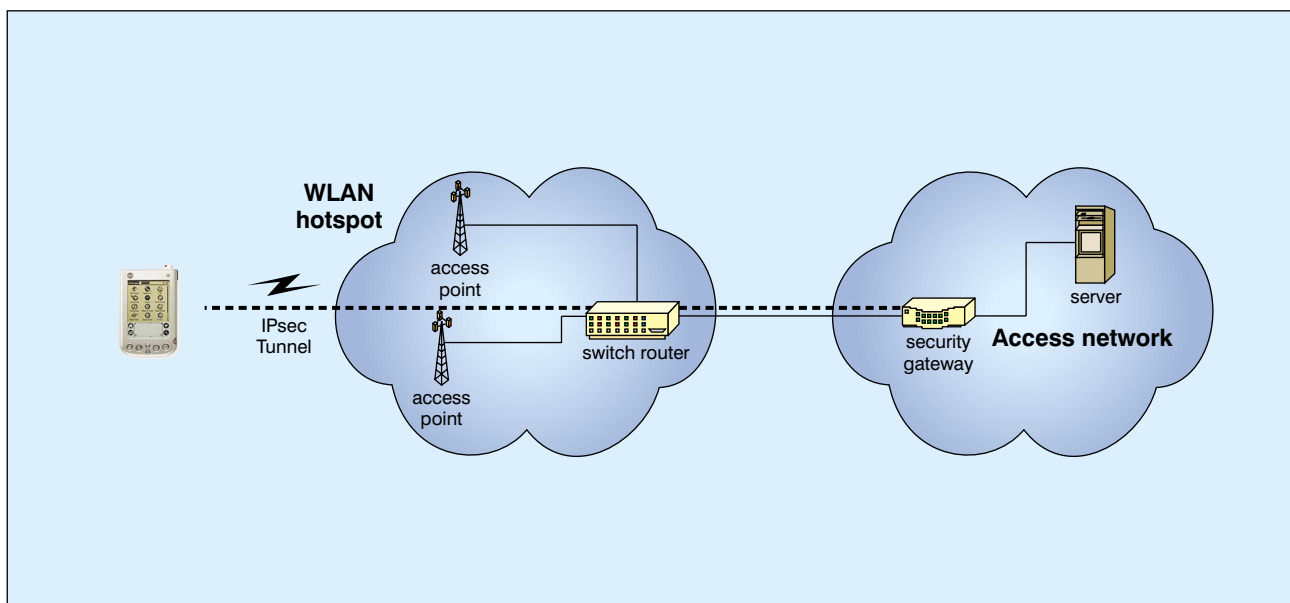 WLAN
hotspot
access
point
IPsec
Tunnel
access
point
switch router
security
gateway
server
Access network